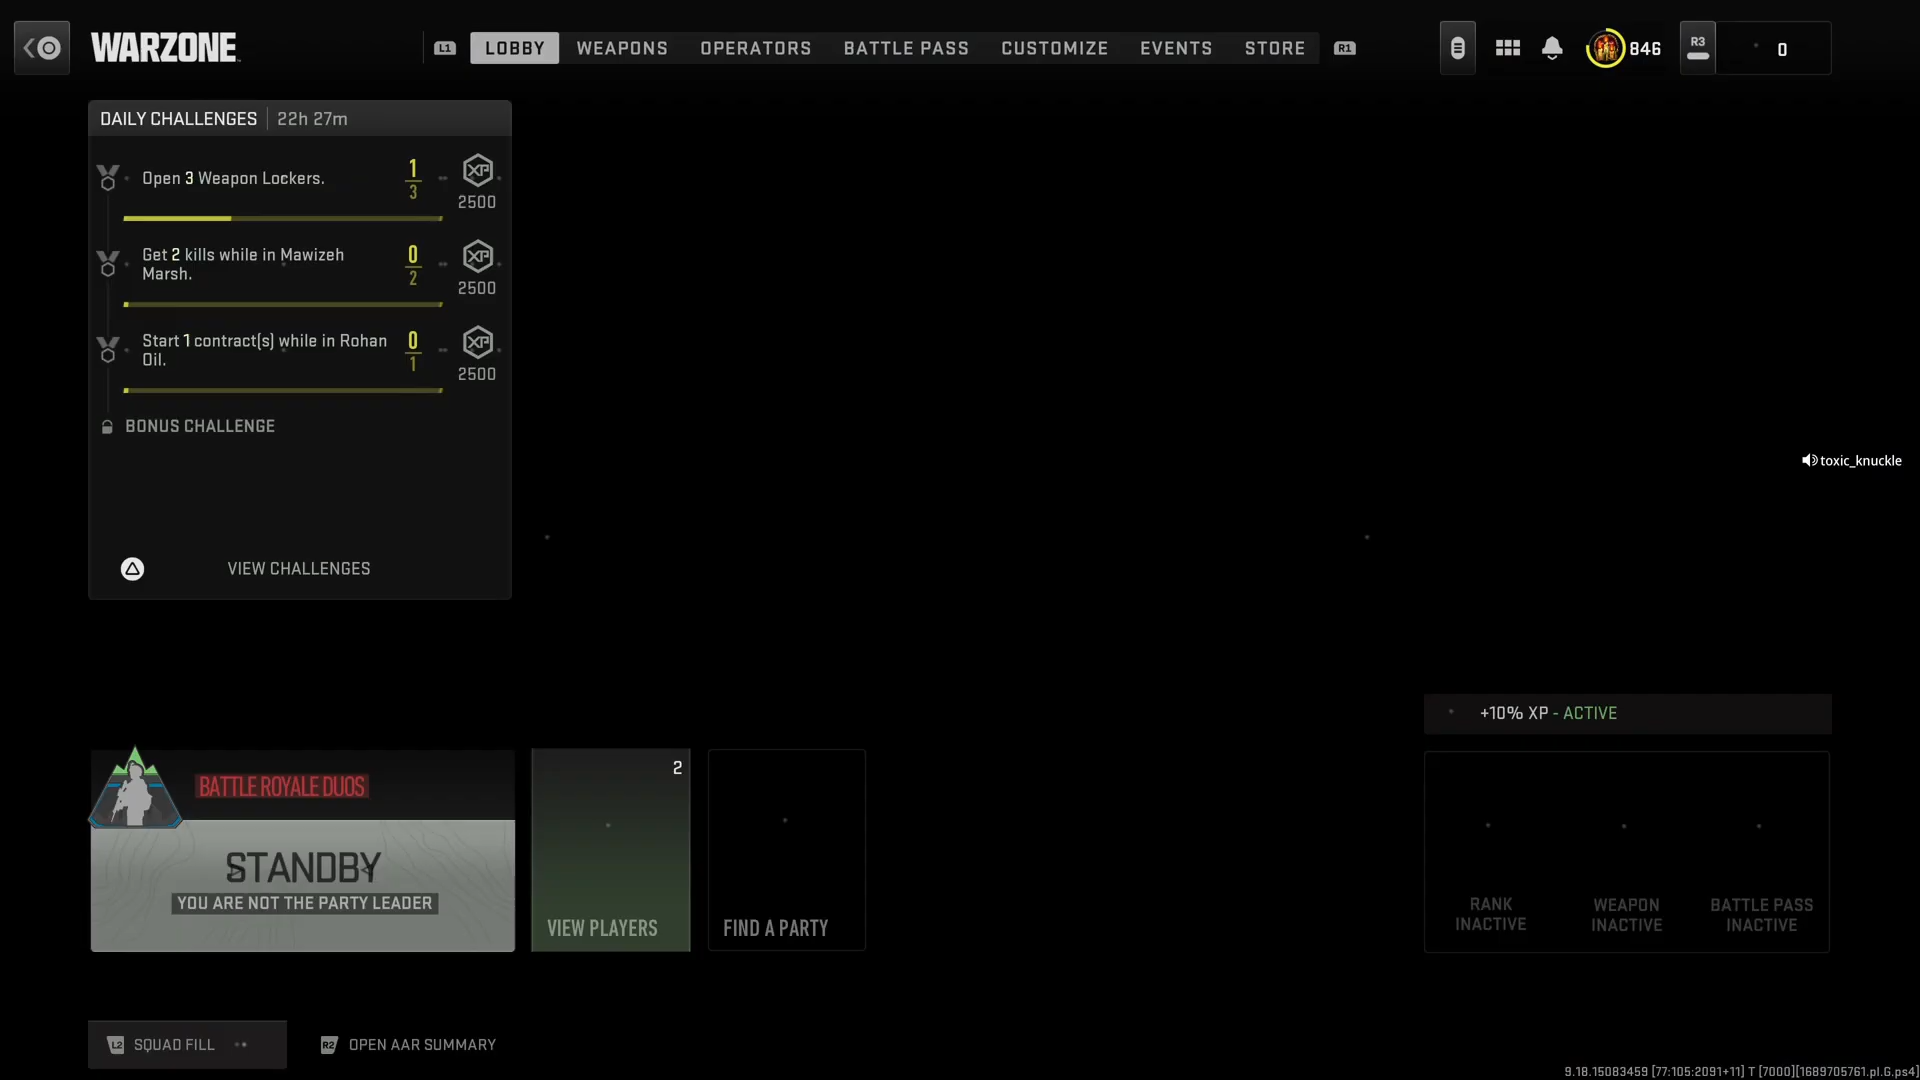 WARZONE
L1 LOBBY WEAPONS OPERATORS BATTLE PASS CUSTOMIZE EVENTS STORE R1
846
R3
0
DAILY CHALLENGES 22h 27m
Open 3 Weapon Lockers.
1
3
XP
2500
Get 2 kills while in Mawizeh
Marsh.
0
2
XP
2500
Start 1 contract(s) while in Rohan
Oil.
0
1
XP
2500
BONUS CHALLENGE
VIEW CHALLENGES
toxic_knuckle
+10% XP - ACTIVE
BATTLE ROYALE DUOS
STANDBY
YOU ARE NOT THE PARTY LEADER
2
VIEW PLAYERS
FIND A PARTY
RANK
INACTIVE
WEAPON
INACTIVE
BATTLE PASS
INACTIVE
L2 SQUAD FILL
R2 OPEN AAR SUMMARY
9.18.15083459 [77:105:2091+11] T [7000][1689705761.pl.G.ps4]